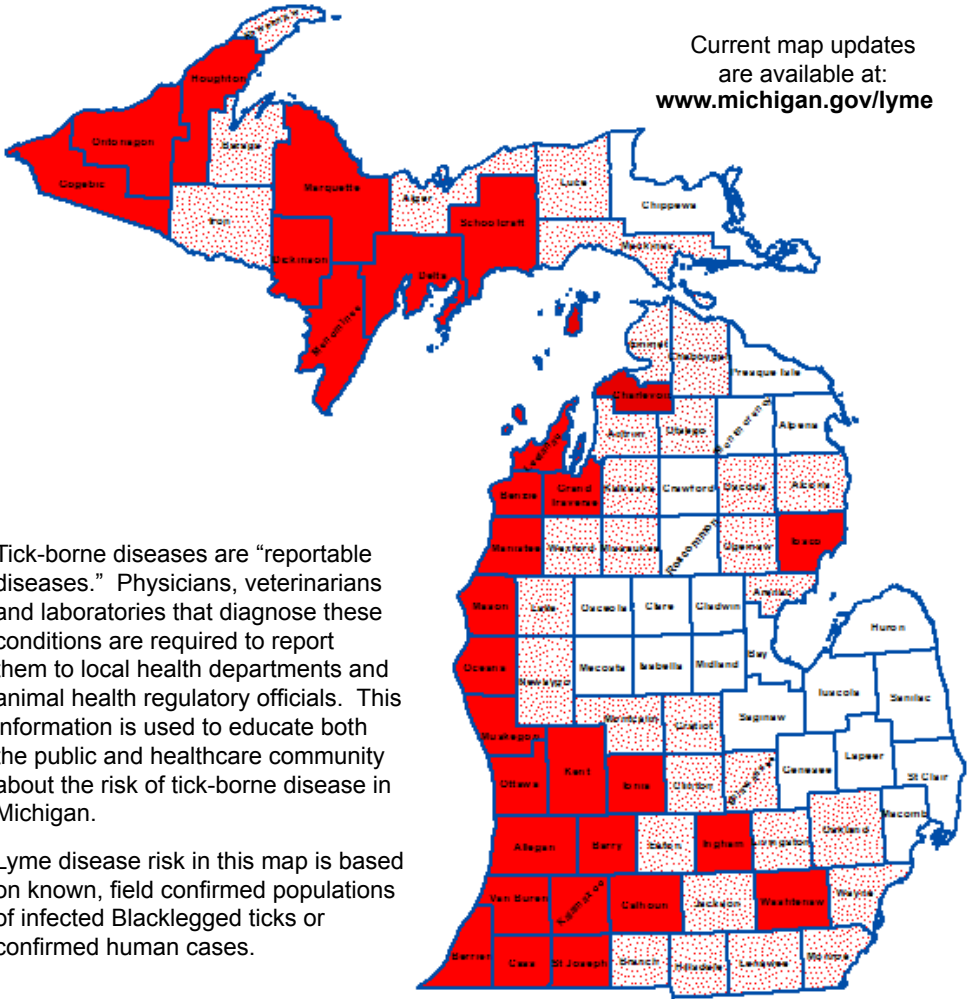 Current map updates
are available at:
www.michigan.gov/lyme
Houghton
Ontonagon
Baraga
Gogebic
Marquette
Alger
Luce
Chippewa
Iron
Schoolcraft
Mackinac
Dickinson
Delta
Menominee
Emmet
Cheboygan
Presque Isle
Charlevoix
Antrim
Otsego
Montmorency
Alpena
Leelanau
Benzie
Grand
Traverse
Kalkaska
Crawford
Oscoda
Alcona
Manistee
Wexford
Missaukee
Roscommon
Ogemaw
Iosco
Tick-borne diseases are “reportable
diseases.” Physicians, veterinarians
and laboratories that diagnose these
conditions are required to report
them to local health departments and
animal health regulatory officials. This
information is used to educate both
the public and healthcare community
about the risk of tick-borne disease in
Michigan.
Lyme disease risk in this map is based
on known, field confirmed populations
of infected Blacklegged ticks or
confirmed human cases.
Mason
Lake
Osceola
Clare
Gladwin
Arenac
Huron
Oceana
Newaygo
Mecosta
Isabella
Midland
Bay
Tuscola
Sanilac
Muskegon
Montcalm
Gratiot
Saginaw
Ottawa
Kent
Ionia
Clinton
Shiawassee
Genesee
Lapeer
St Clair
Macomb
Allegan
Barry
Eaton
Ingham
Livingston
Oakland
Van Buren
Kalamazoo
Calhoun
Jackson
Washtenaw
Wayne
Berrien
Cass
St Joseph
Branch
Hillsdale
Lenawee
Monroe